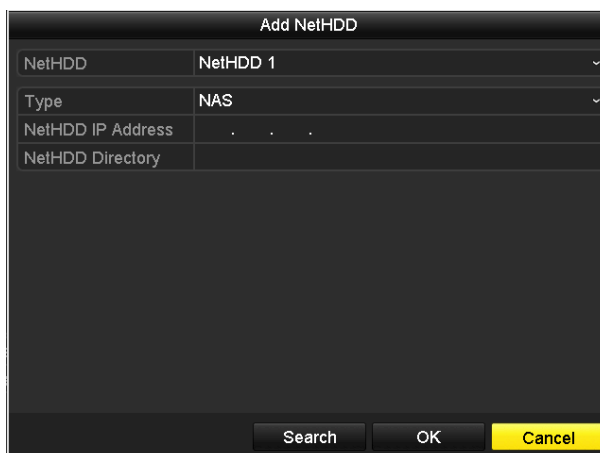 Add NetHDD
NetHDD NetHDD 1
Type NAS
NetHDD IP Address . . .
NetHDD Directory
Search OK Cancel